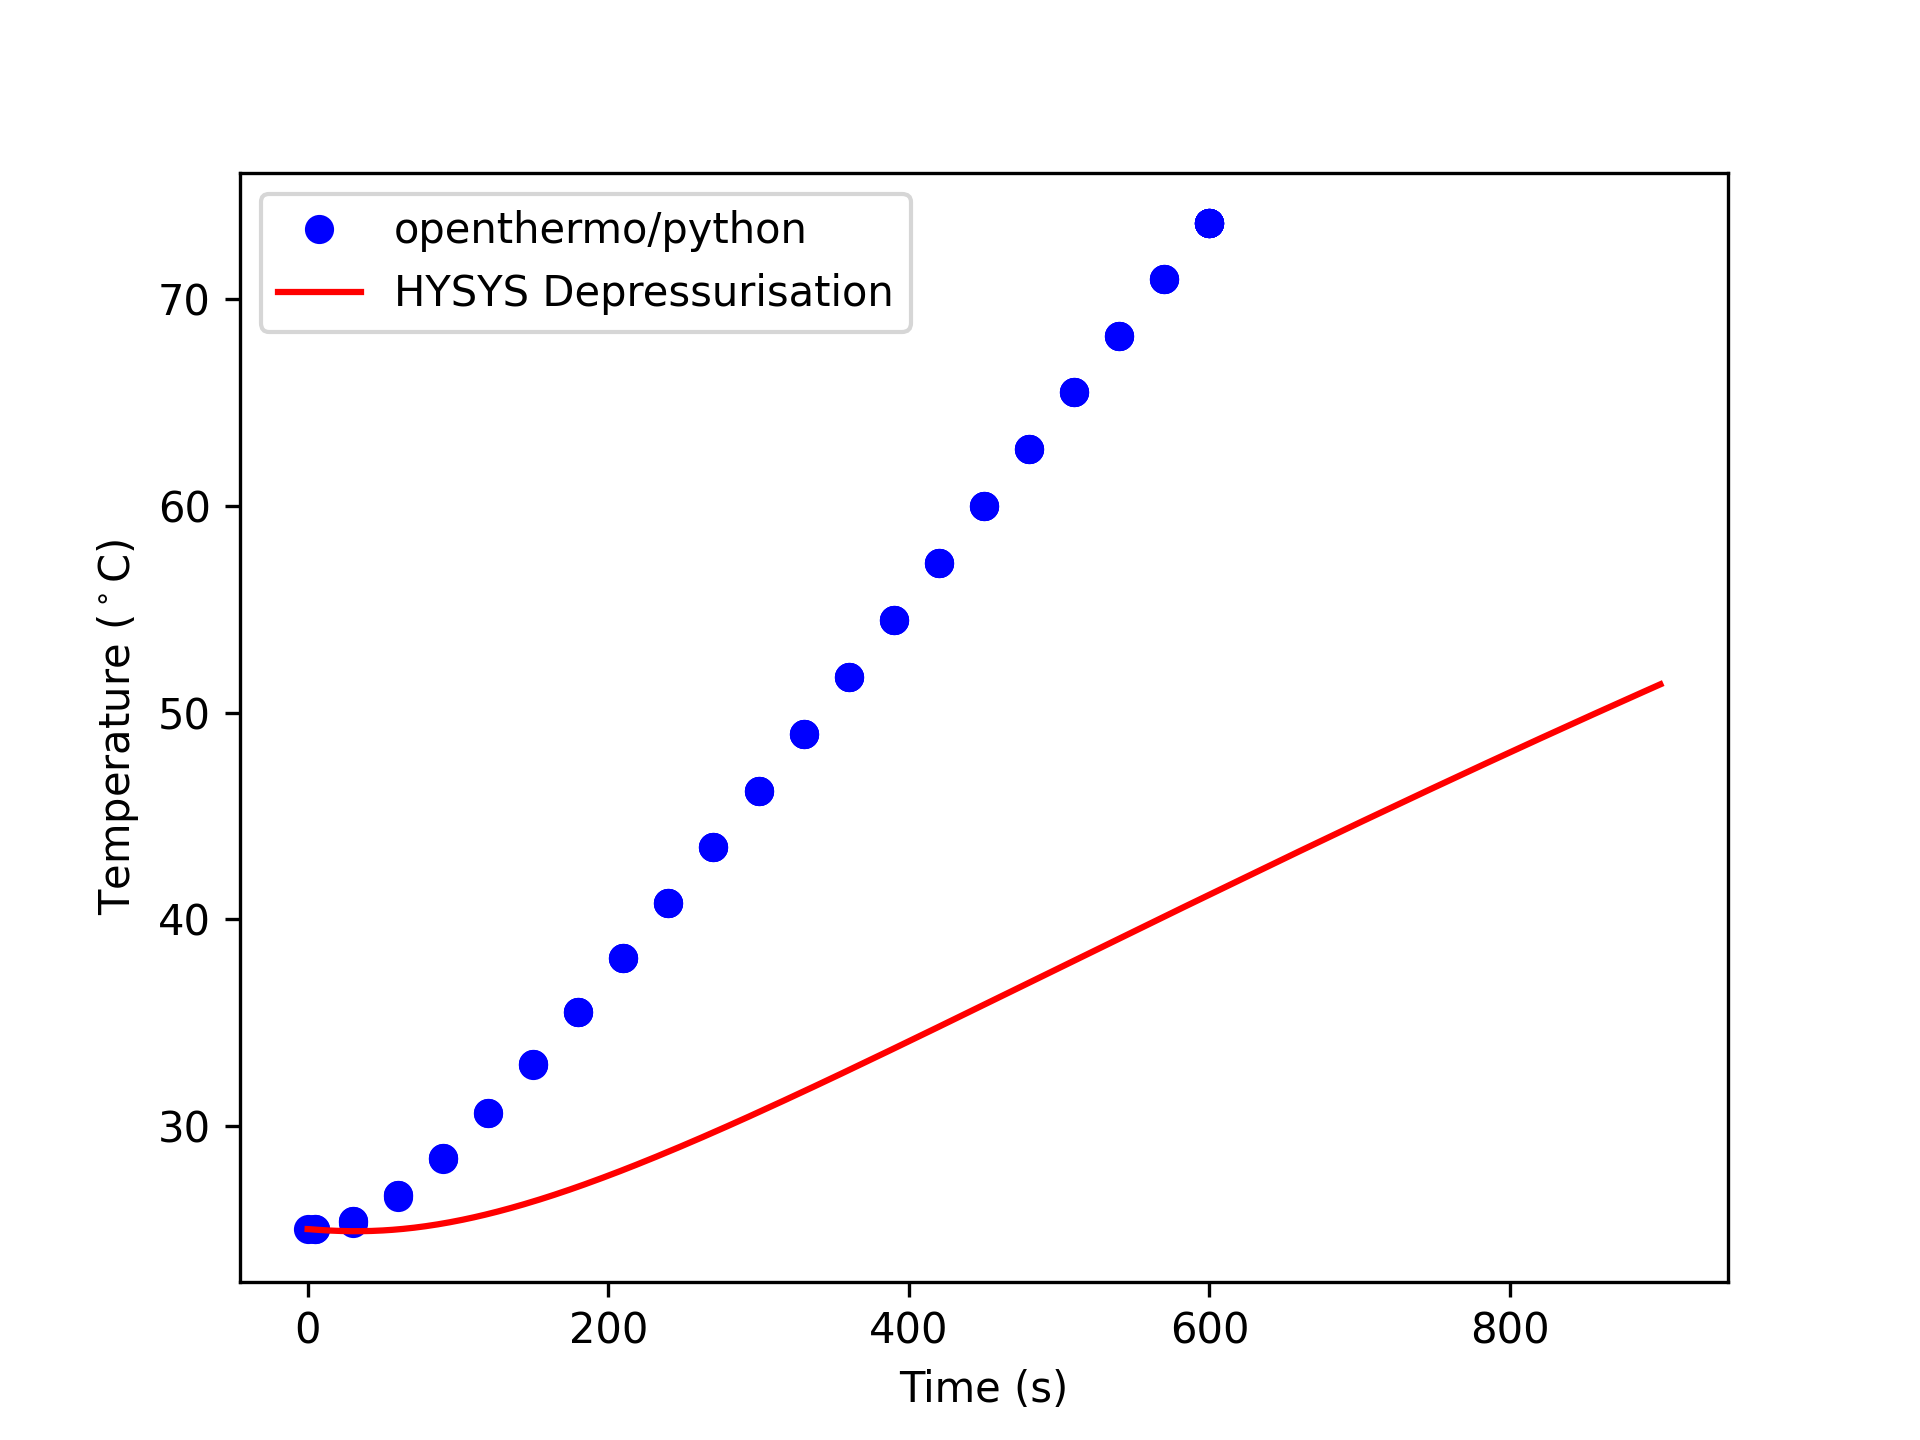 openthermo/python
HYSYS Depressurisation
70
60
50
40
30
Temperature (°C)
0 200 400 600 800
Time (s)